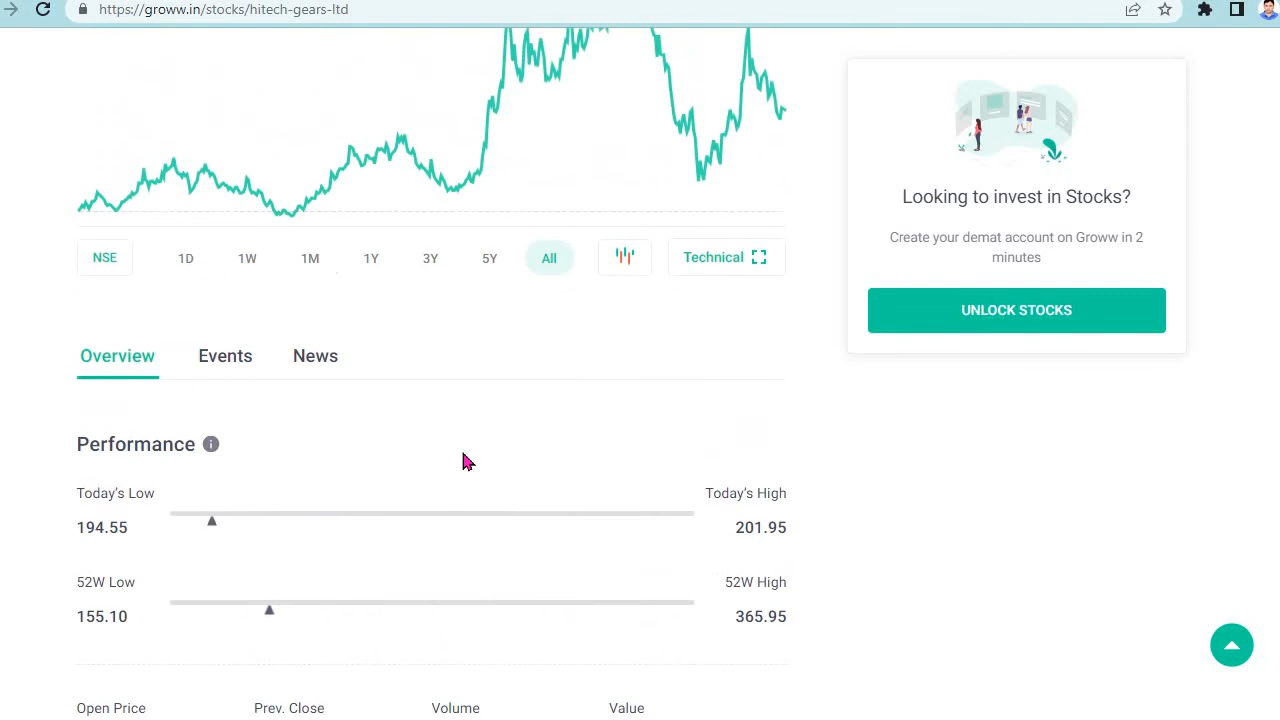 https://groww.in/stocks/hitech-gears-ltd
NSE
1D
1W
1M
1Y
3Y
5Y
All
Technical
Looking to invest in Stocks?
Create your demat account on Groww in 2
minutes
UNLOCK STOCKS
Overview
Events
News
Performance
Today's Low
Today's High
194.55
201.95
52W Low
52W High
155.10
365.95
Open Price
Prev. Close
Volume
Value